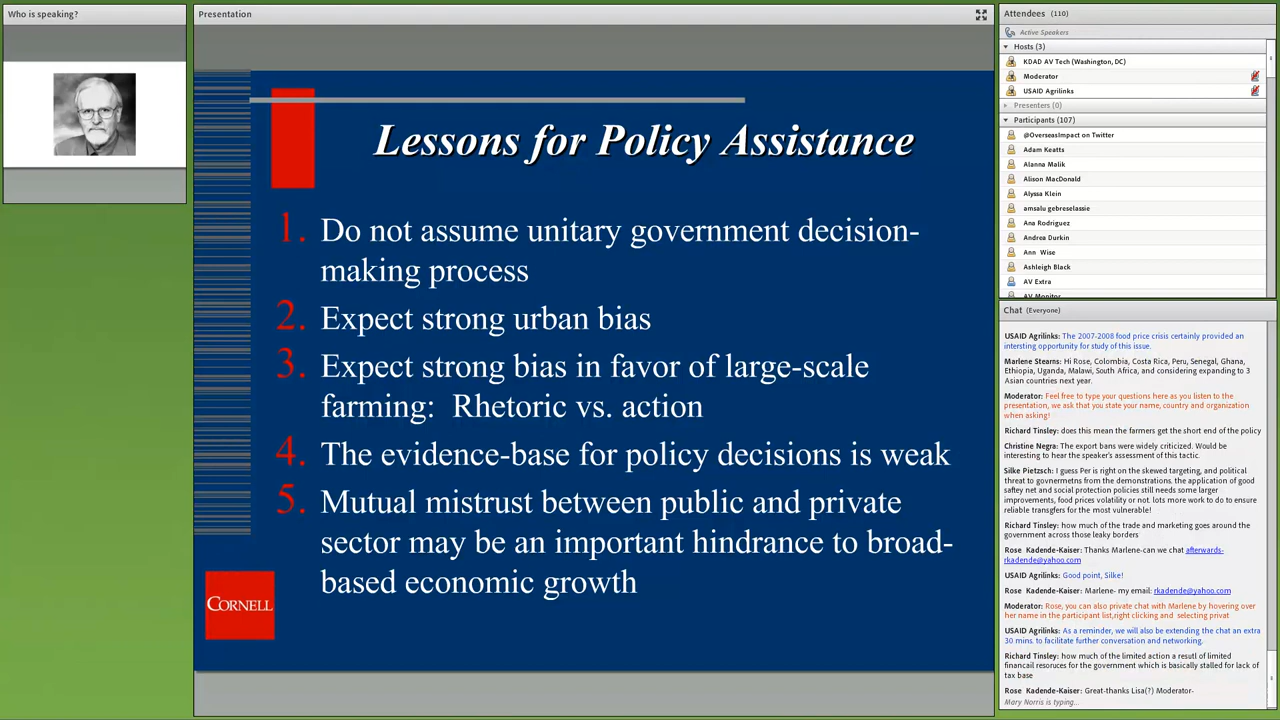 Who is speaking?
Presentation
Lessons for Policy Assistance
1. Do not assume unitary government decision-
making process
2. Expect strong urban bias
3. Expect strong bias in favor of large-scale
farming: Rhetoric vs. action
4. The evidence-base for policy decisions is weak
5. Mutual mistrust between public and private
sector may be an important hindrance to broad-
based economic growth
CORNELL
Attendees (110)
Active Speakers
Hosts (3)
KDAD AV Tech (Washington, DC)
Moderator
USAID Agrilinks
Presenters (0)
Participants (107)
@OverseasImpact on Twitter
Adam Keatts
Alanna Malik
Alison MacDonald
Alyssa Klein
amsalu gebreselassie
Ana Rodriguez
Andrea Durkin
Ann Wise
Ashleigh Black
AV Extra
AV Monitor
Chat (Everyone)
USAID Agrilinks: The 2007-2008 food price crisis certainly provided an
intersting opportunity for study of this issue.
Marlene Stearns: Hi Rose, Colombia, Costa Rica, Peru, Senegal, Ghana,
Ethiopia, Uganda, Malawi, South Africa, and considering expanding to 3
Asian countries next year.
Moderator: Feel free to type your questions here as you listen to the
presentation, we ask that you state your name, country and organization
when asking!
Richard Tinsley: does this mean the farmers get the short end of the policy
Christine Negra: The export bans were widely criticized. Would be
interesting to hear the speaker's assessment of this tactic.
Silke Pietzsch: I guess Per is right on the skewed targeting, and political
threat to govnermetns from the demonstrations. the application of good
saftey net and social protection policies still needs some larger
improvements, food prices volatility or not. lots more work to do to ensure
reliable transfers for the most vulnerable!
Richard Tinsley: how much of the trade and marketing goes around the
government across those leaky borders
Rose Kadende-Kaiser: Thanks Marlene-can we chat afterwards-
rkadende@yahoo.com
USAID Agrilinks: Good point, Silke!
Rose Kadende-Kaiser: Marlene- my email: rkadende@yahoo.com
Moderator: Rose, you can also private chat with Marlene by hovering over
her name in the participant list,right clicking and selecting privat
USAID Agrilinks: As a reminder, we will also be extending the chat an extra
30 mins. to facilitate further conversation and networking.
Richard Tinsley: how much of the limited action a resutl of limited
financail resoruces for the government which is basically stalled for lack of
tax base
Rose Kadende-Kaiser: Great-thanks Lisa(?) Moderator-
Mary Norris is typing...